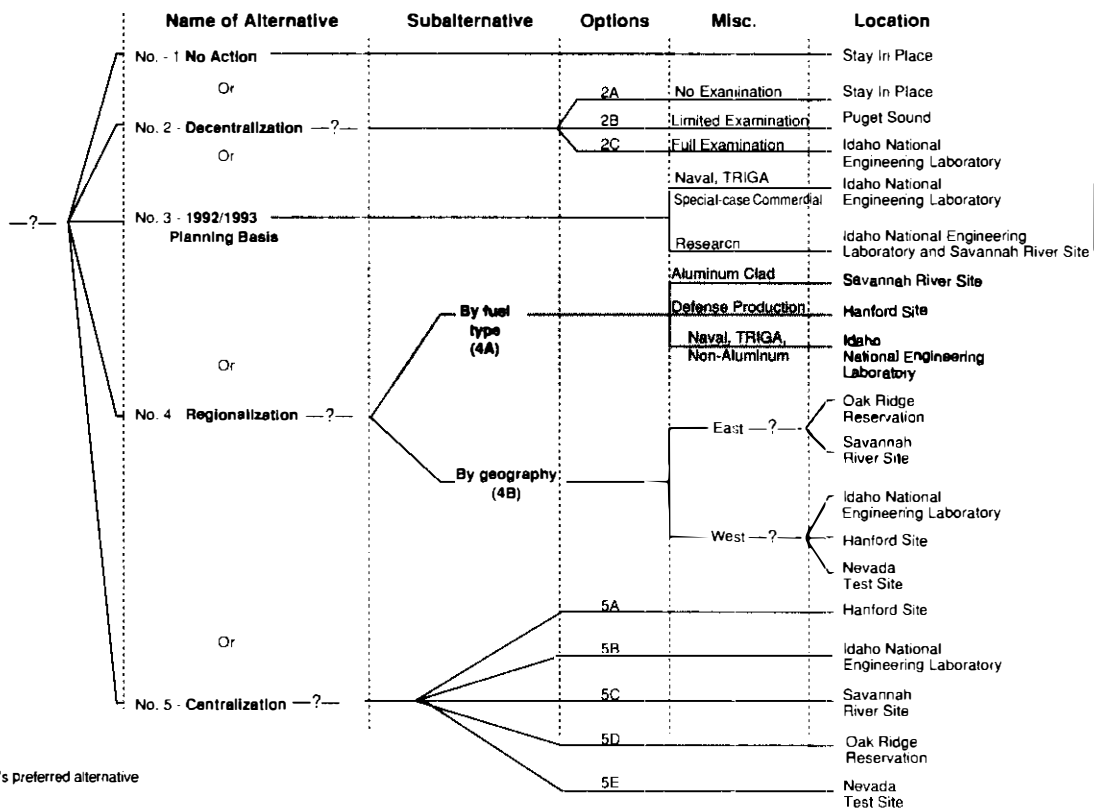 Name of Alternative Subalternative Options Misc. Location
No. - 1 No Action Stay In Place
Or
2A No Examination Stay In Place
No. 2 - Decentralization —?— 2B Limited Examination Puget Sound
Or
2C Full Examination Idaho National
Engineering Laboratory
Naval, TRIGA Idaho National
Special-case Commercial Engineering Laboratory
—?— No. 3 - 1992/1993
Planning Basis
Research Idaho National Engineering
Laboratory and Savannah River Site
Aluminum Clad Savannah River Site
By fuel Defense Production Hanford Site
type
(4A)
Naval, TRIGA, Idaho
Non-Aluminum National Engineering
Laboratory
Or
No. 4 Regionalization —?—
East —?— Oak Ridge
Reservation
Savannah
River Site
By geography
(4B)
Idaho National
Engineering Laboratory
West —?— Hanford Site
Nevada
Test Site
5A Hanford Site
Or
5B Idaho National
Engineering Laboratory
No. 5 - Centralization —?— 5C Savannah
River Site
5D Oak Ridge
Reservation
's preferred alternative
5E Nevada
Test Site